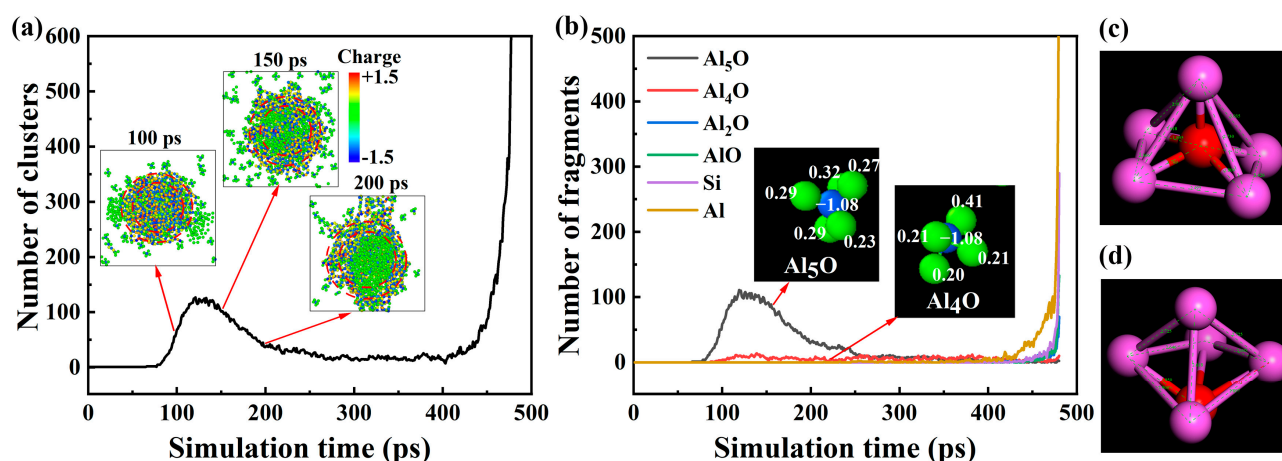 (a)
600
500
400
300
200
100
0
Number of clusters
0 100 200 300 400 500
Simulation time (ps)
100 ps
150 ps
200 ps
Charge
+1.5
-1.5
(b)
500
400
300
200
100
0
Number of fragments
0 100 200 300 400 500
Simulation time (ps)
Al₅O
Al₄O
Al₂O
AlO
Si
Al
0.32 0.27
0.29
−1.08
0.29 0.23
Al₅O
0.41
0.21 −1.08
0.21
0.20
Al₄O
(c)
(d)